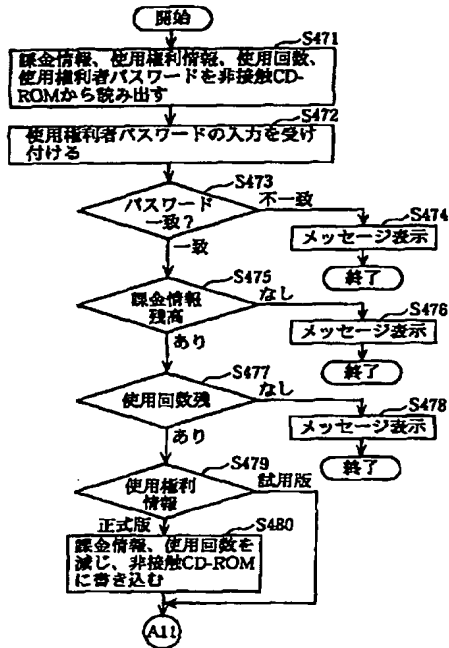 開始
S471
課金情報、使用権利情報、使用回数、
使用権利者パスワードを非接触CD-
ROMから読み出す
S472
使用権利者パスワードの入力を受け
付ける
S473
パスワード
一致?
不一致
一致
S474
メッセージ表示
終了
S475
課金情報
残高
なし
あり
S476
メッセージ表示
終了
S477
使用回数残
なし
あり
S478
メッセージ表示
終了
S479
使用権利
情報
試用版
正式版
S480
課金情報、使用回数を
減じ、非接触CD-ROM
に書き込む
A11